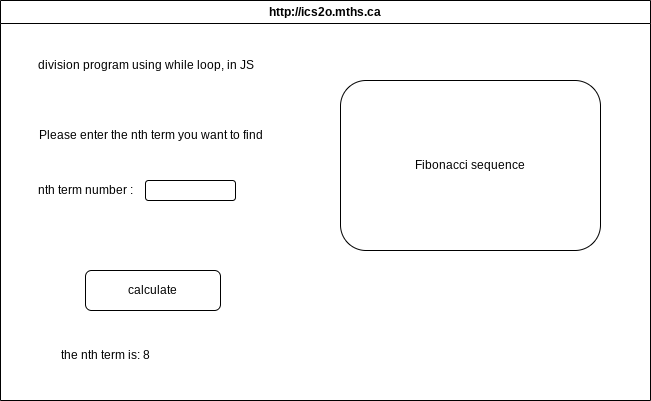 http://ics2o.mths.ca
division program using while loop, in JS
Please enter the nth term you want to find
Fibonacci sequence
nth term number :
calculate
the nth term is: 8